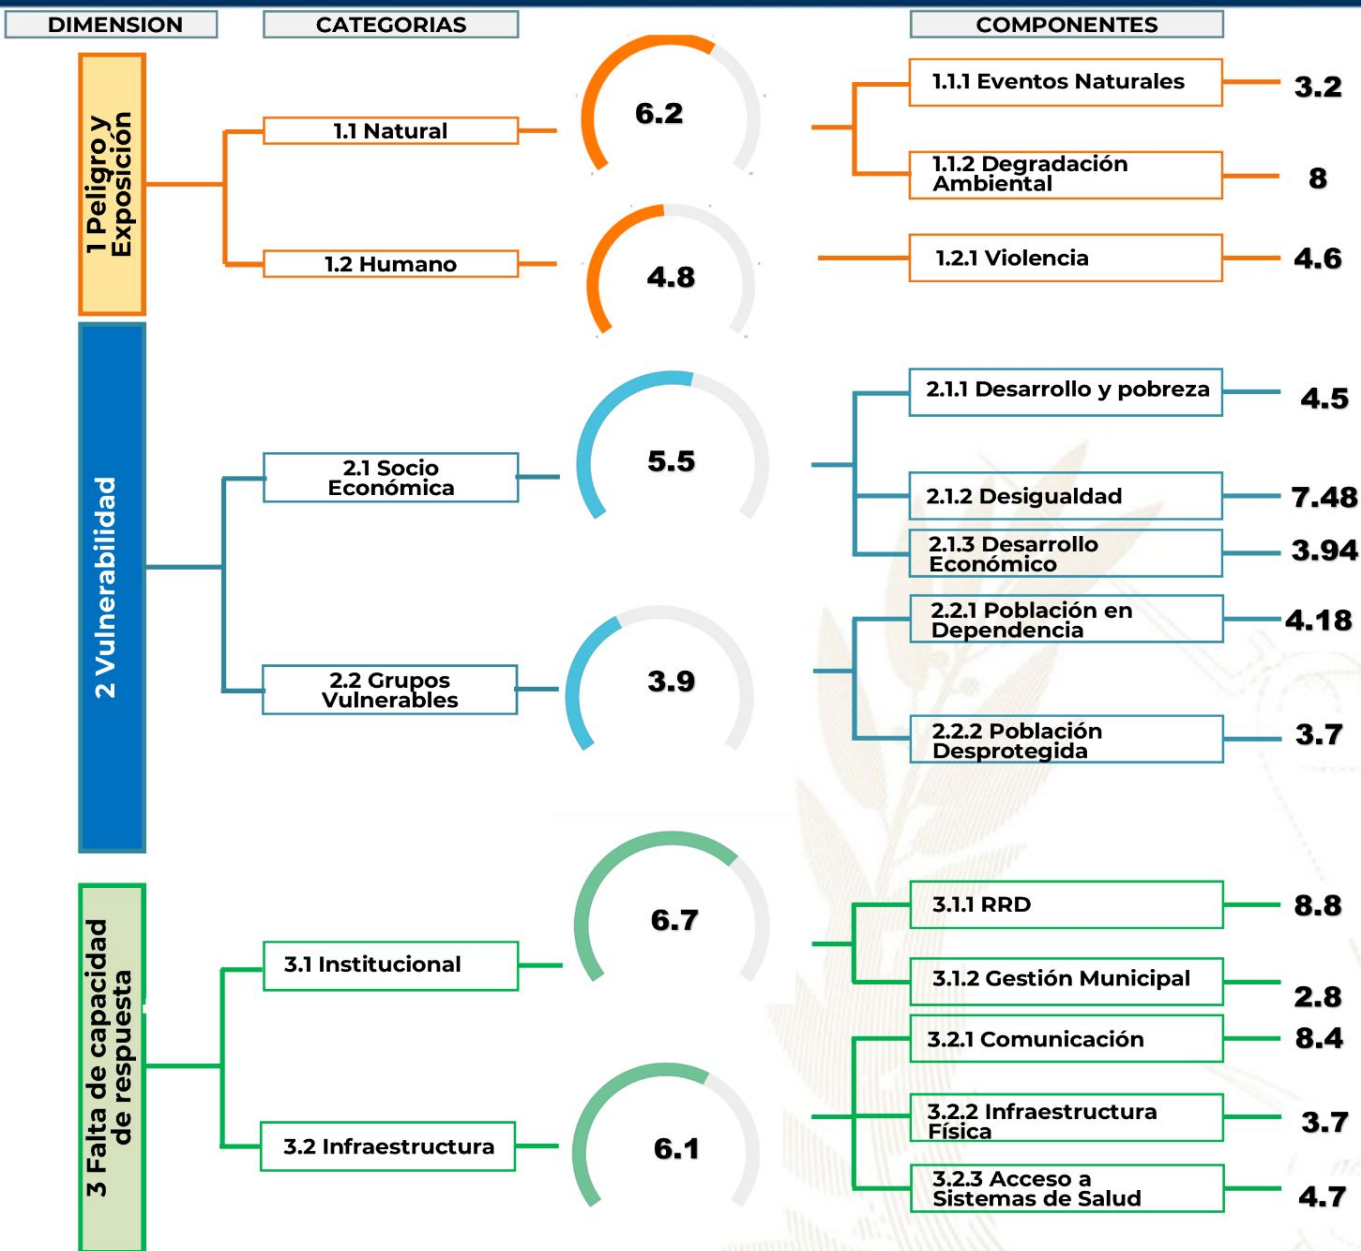 DIMENSION
CATEGORIAS
COMPONENTES
1 Peligro y
Exposición
1.1 Natural
6.2
1.1.1 Eventos Naturales
3.2
1.1.2 Degradación
Ambiental
8
1.2 Humano
4.8
1.2.1 Violencia
4.6
2 Vulnerabilidad
2.1 Socio
Económica
5.5
2.1.1 Desarrollo y pobreza
4.5
2.1.2 Desigualdad
7.48
2.1.3 Desarrollo
Económico
3.94
2.2 Grupos
Vulnerables
3.9
2.2.1 Población en
Dependencia
4.18
2.2.2 Población
Desprotegida
3.7
3 Falta de capacidad
de respuesta
3.1 Institucional
6.7
3.1.1 RRD
8.8
3.1.2 Gestión Municipal
2.8
3.2 Infraestructura
6.1
3.2.1 Comunicación
8.4
3.2.2 Infraestructura
Física
3.7
3.2.3 Acceso a
Sistemas de Salud
4.7